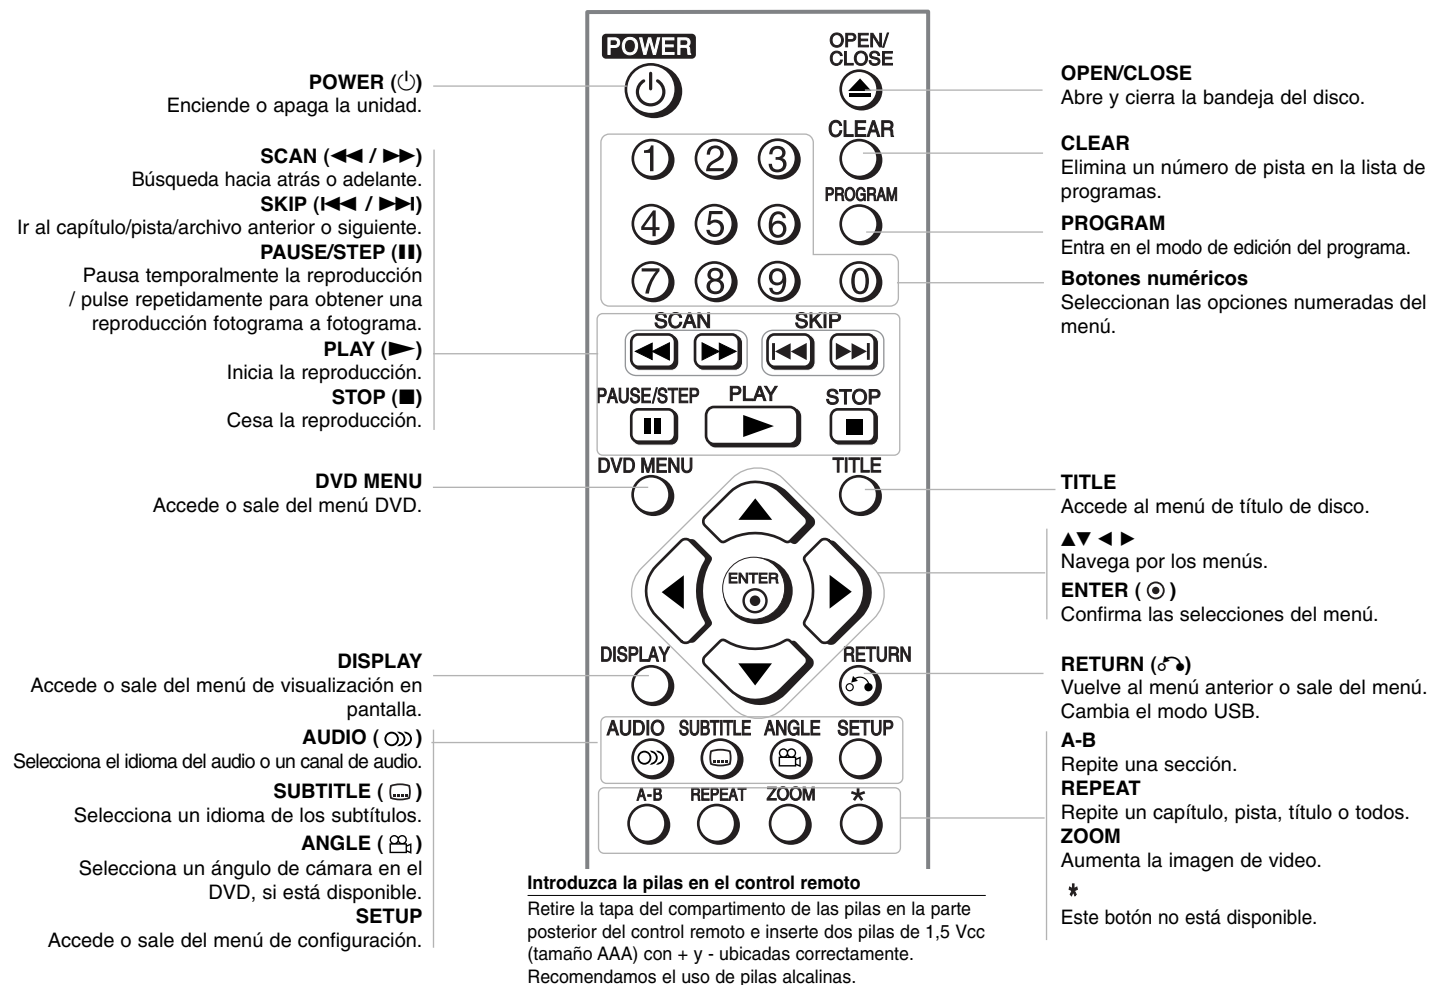 POWER (⏻)
Enciende o apaga la unidad.
SCAN (◀◀ / ▶▶)
Búsqueda hacia atrás o adelante.
SKIP (I◀◀ / ▶▶I)
Ir al capítulo/pista/archivo anterior o siguiente.
PAUSE/STEP (❚❚)
Pausa temporalmente la reproducción
/ pulse repetidamente para obtener una
reproducción fotograma a fotograma.
PLAY (▶)
Inicia la reproducción.
STOP (■)
Cesa la reproducción.
DVD MENU
Accede o sale del menú DVD.
DISPLAY
Accede o sale del menú de visualización en
pantalla.
AUDIO ( )
Selecciona el idioma del audio o un canal de audio.
SUBTITLE ( )
Selecciona un idioma de los subtítulos.
ANGLE ( )
Selecciona un ángulo de cámara en el
DVD, si está disponible.
SETUP
Accede o sale del menú de configuración.
POWER
OPEN/
CLOSE
CLEAR
1 2 3
PROGRAM
4 5 6
7 8 9 0
SCAN SKIP
PAUSE/STEP PLAY STOP
DVD MENU TITLE
ENTER
DISPLAY RETURN
AUDIO SUBTITLE ANGLE SETUP
A-B REPEAT ZOOM *
Introduzca la pilas en el control remoto
Retire la tapa del compartimento de las pilas en la parte
posterior del control remoto e inserte dos pilas de 1,5 Vcc
(tamaño AAA) con + y - ubicadas correctamente.
Recomendamos el uso de pilas alcalinas.
OPEN/CLOSE
Abre y cierra la bandeja del disco.
CLEAR
Elimina un número de pista en la lista de
programas.
PROGRAM
Entra en el modo de edición del programa.
Botones numéricos
Seleccionan las opciones numeradas del
menú.
TITLE
Accede al menú de título de disco.
▲▼ ◀ ▶
Navega por los menús.
ENTER ( ◉ )
Confirma las selecciones del menú.
RETURN ( )
Vuelve al menú anterior o sale del menú.
Cambia el modo USB.
A-B
Repite una sección.
REPEAT
Repite un capítulo, pista, título o todos.
ZOOM
Aumenta la imagen de video.
*
Este botón no está disponible.